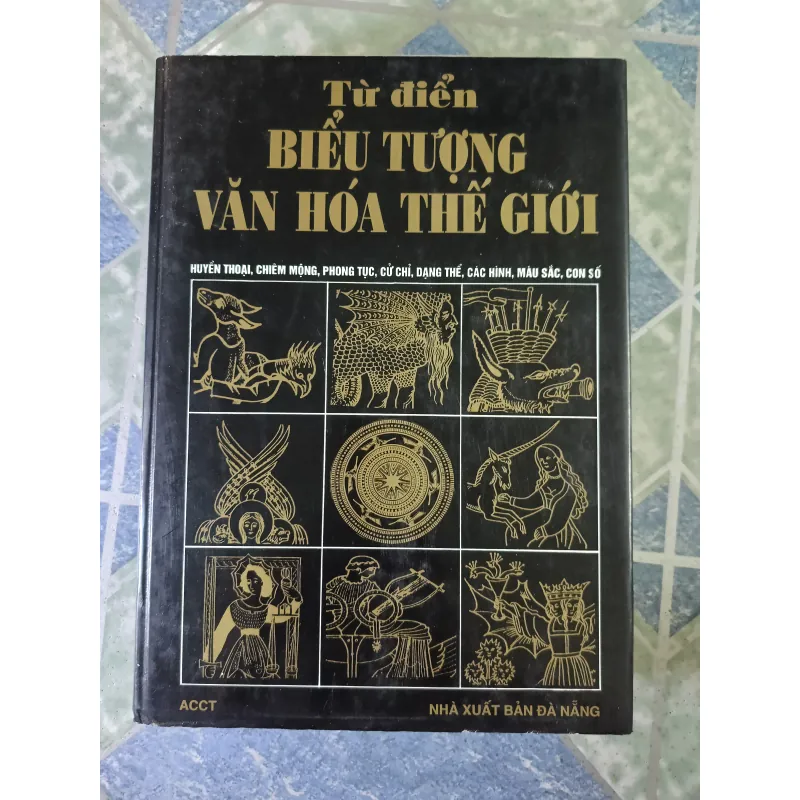 Từ điển
BIỂU TƯỢNG
VĂN HÓA THẾ GIỚI
HUYỀN THOẠI, CHIÊM MỘNG, PHONG TỤC, CỬ CHỈ, DẠNG THỂ, CÁC HÌNH, MÀU SẮC, CON SỐ
ACCT
NHÀ XUẤT BẢN ĐÀ NẴNG